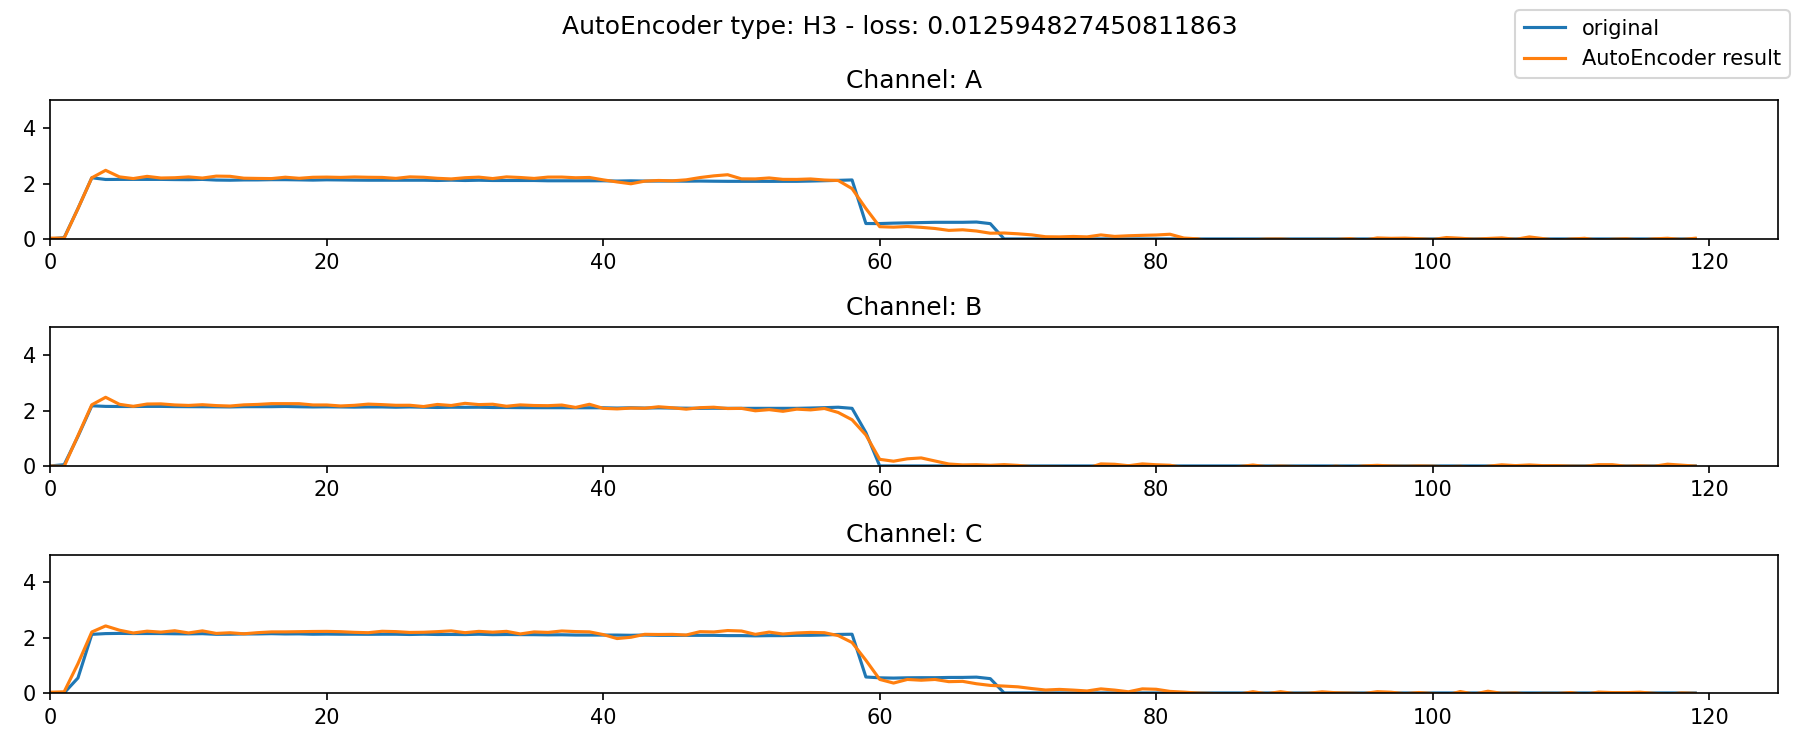 AutoEncoder type: H3 - loss: 0.012594827450811863
original
AutoEncoder result
Channel: A
4
2
0
0 20 40 60 80 100 120
Channel: B
4
2
0
0 20 40 60 80 100 120
Channel: C
4
2
0
0 20 40 60 80 100 120